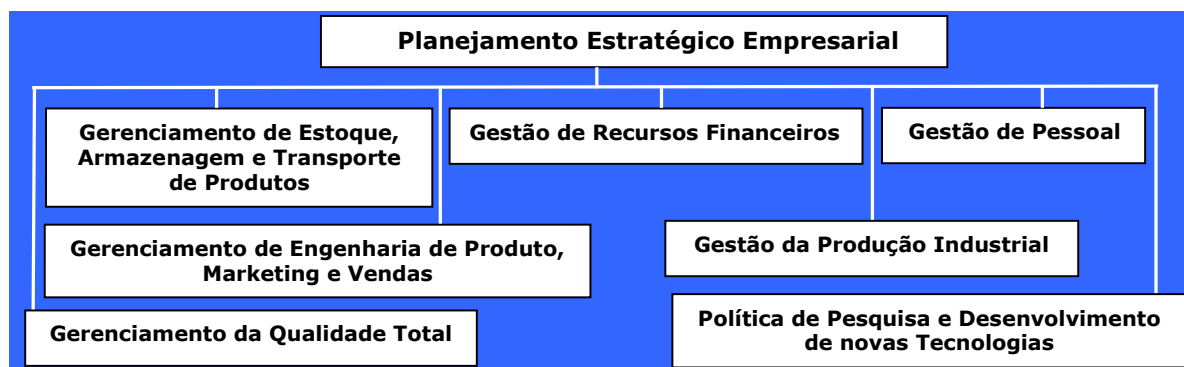 Planejamento Estratégico Empresarial
Gerenciamento de Estoque,
Armazenagem e Transporte
de Produtos
Gestão de Recursos Financeiros
Gestão de Pessoal
Gerenciamento de Engenharia de Produto,
Marketing e Vendas
Gestão da Produção Industrial
Gerenciamento da Qualidade Total
Política de Pesquisa e Desenvolvimento
de novas Tecnologias